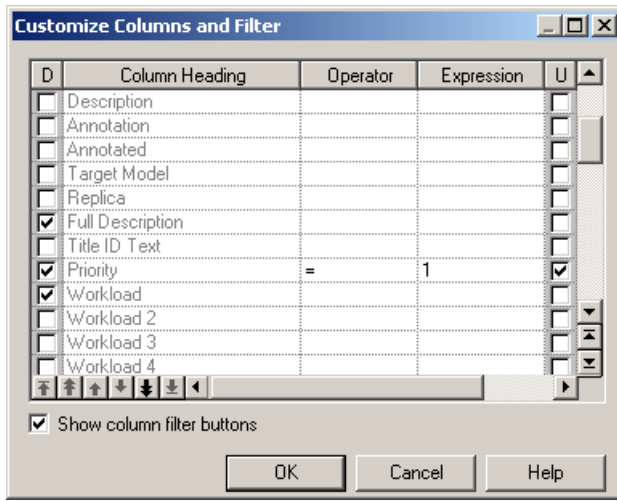 Customize Columns and Filter
D Column Heading Operator Expression U
Description
Annotation
Annotated
Target Model
Replica
Full Description
Title ID Text
Priority = 1
Workload
Workload 2
Workload 3
Workload 4
Show column filter buttons
OK Cancel Help